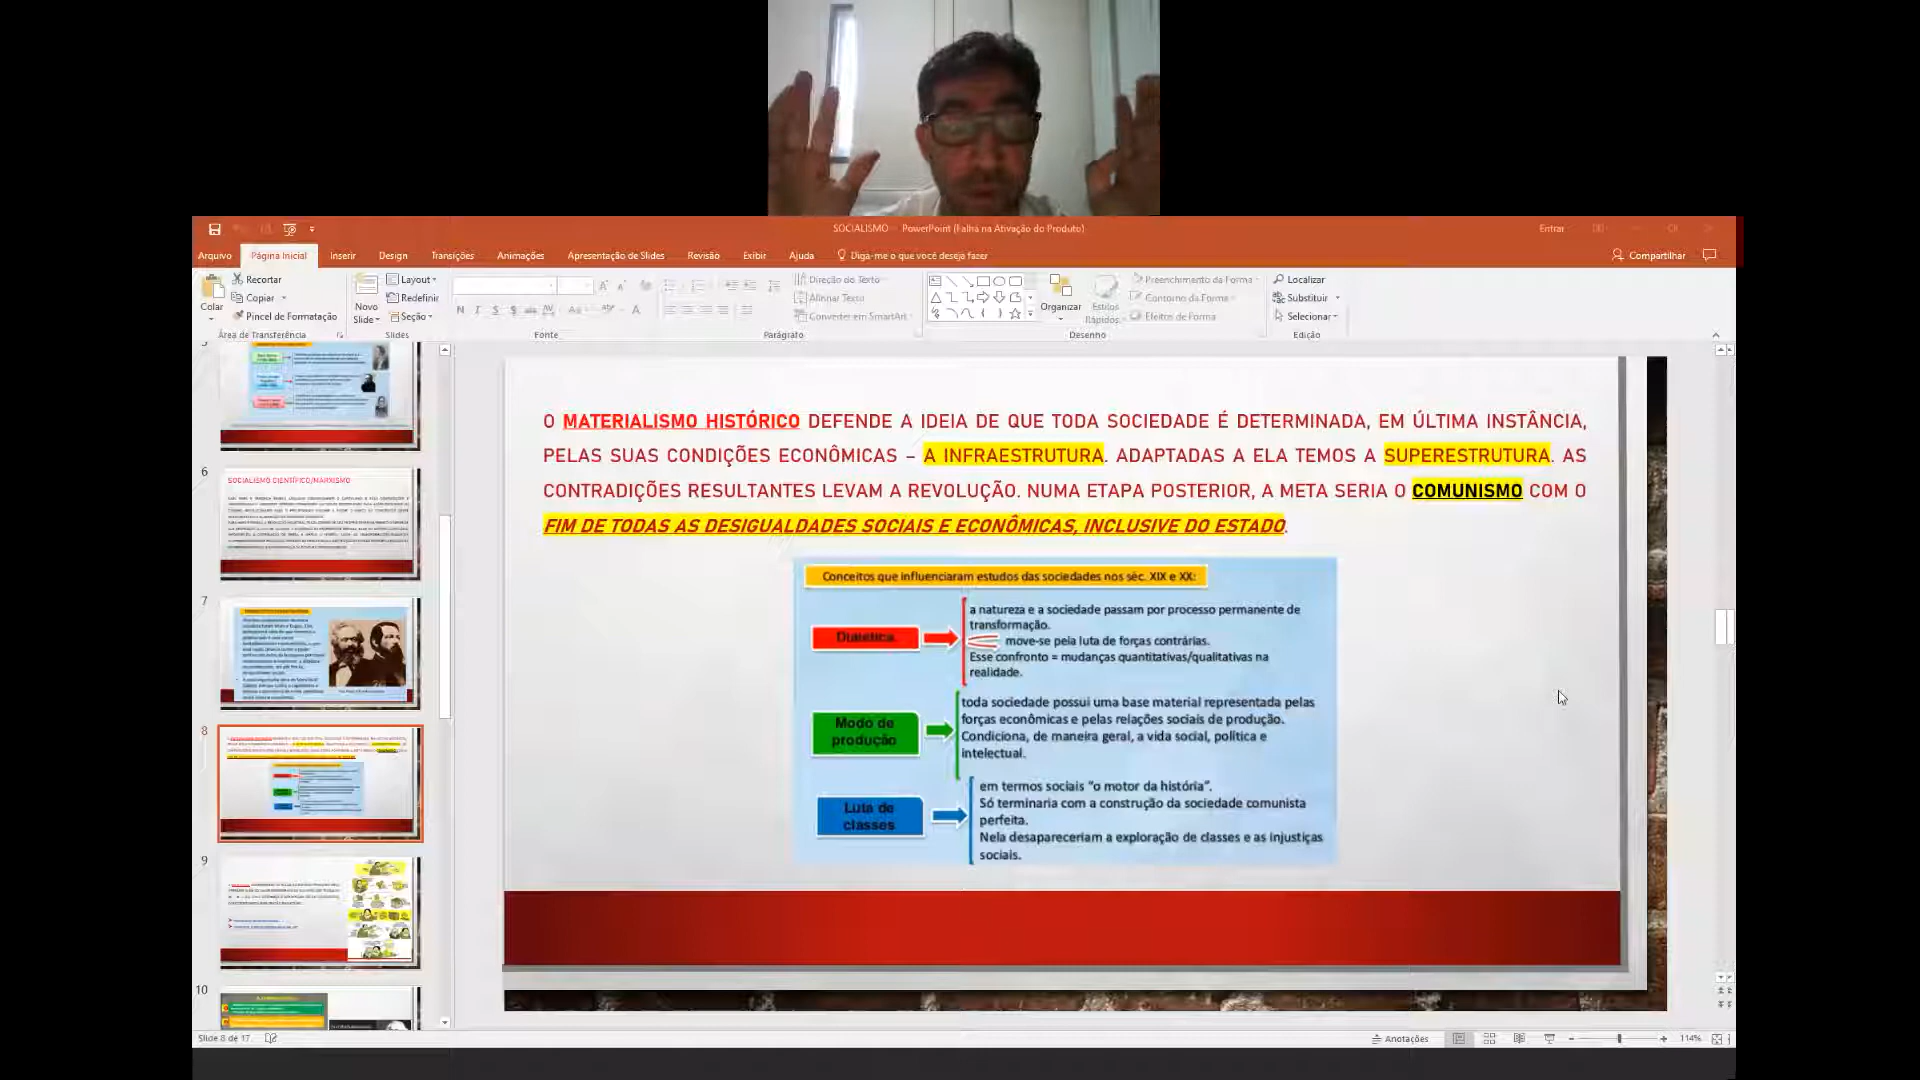 SOCIALISMO - PowerPoint (Falha na Ativação do Produto)
Entrar
Arquivo
Página Inicial
Inserir
Design
Transições
Animações
Apresentação de Slides
Revisão
Exibir
Ajuda
Diga-me o que você deseja fazer
Compartilhar
Colar
Recortar
Copiar
Pincel de Formatação
Área de Transferência
Novo
Slide
Layout
Redefinir
Seção
Slides
N I S S
Aa
A
Fonte
Direção do Texto
Alinhar Texto
Converter em SmartArt
Parágrafo
Organizar
Estilos
Rápidos
Preenchimento da Forma
Contorno da Forma
Efeitos de Forma
Desenho
Localizar
Substituir
Selecionar
Edição
6
SOCIALISMO CIENTÍFICO/MARXISMO
7
8
9
10
O MATERIALISMO HISTÓRICO DEFENDE A IDEIA DE QUE TODA SOCIEDADE É DETERMINADA, EM ÚLTIMA INSTÂNCIA,
PELAS SUAS CONDIÇÕES ECONÔMICAS – A INFRAESTRUTURA. ADAPTADAS A ELA TEMOS A SUPERESTRUTURA. AS
CONTRADIÇÕES RESULTANTES LEVAM A REVOLUÇÃO. NUMA ETAPA POSTERIOR, A META SERIA O COMUNISMO COM O
FIM DE TODAS AS DESIGUALDADES SOCIAIS E ECONÔMICAS, INCLUSIVE DO ESTADO.
Conceitos que influenciaram estudos das sociedades nos séc. XIX e XX:
Dialética
a natureza e a sociedade passam por processo permanente de
transformação.
move-se pela luta de forças contrárias.
Esse confronto = mudanças quantitativas/qualitativas na
realidade.
Modo de
produção
toda sociedade possui uma base material representada pelas
forças econômicas e pelas relações sociais de produção.
Condiciona, de maneira geral, a vida social, política e
intelectual.
Luta de
classes
em termos sociais "o motor da história".
Só terminaria com a construção da sociedade comunista
perfeita.
Nela desapareceriam a exploração de classes e as injustiças
sociais.
Slide 8 de 17
Anotações
114%